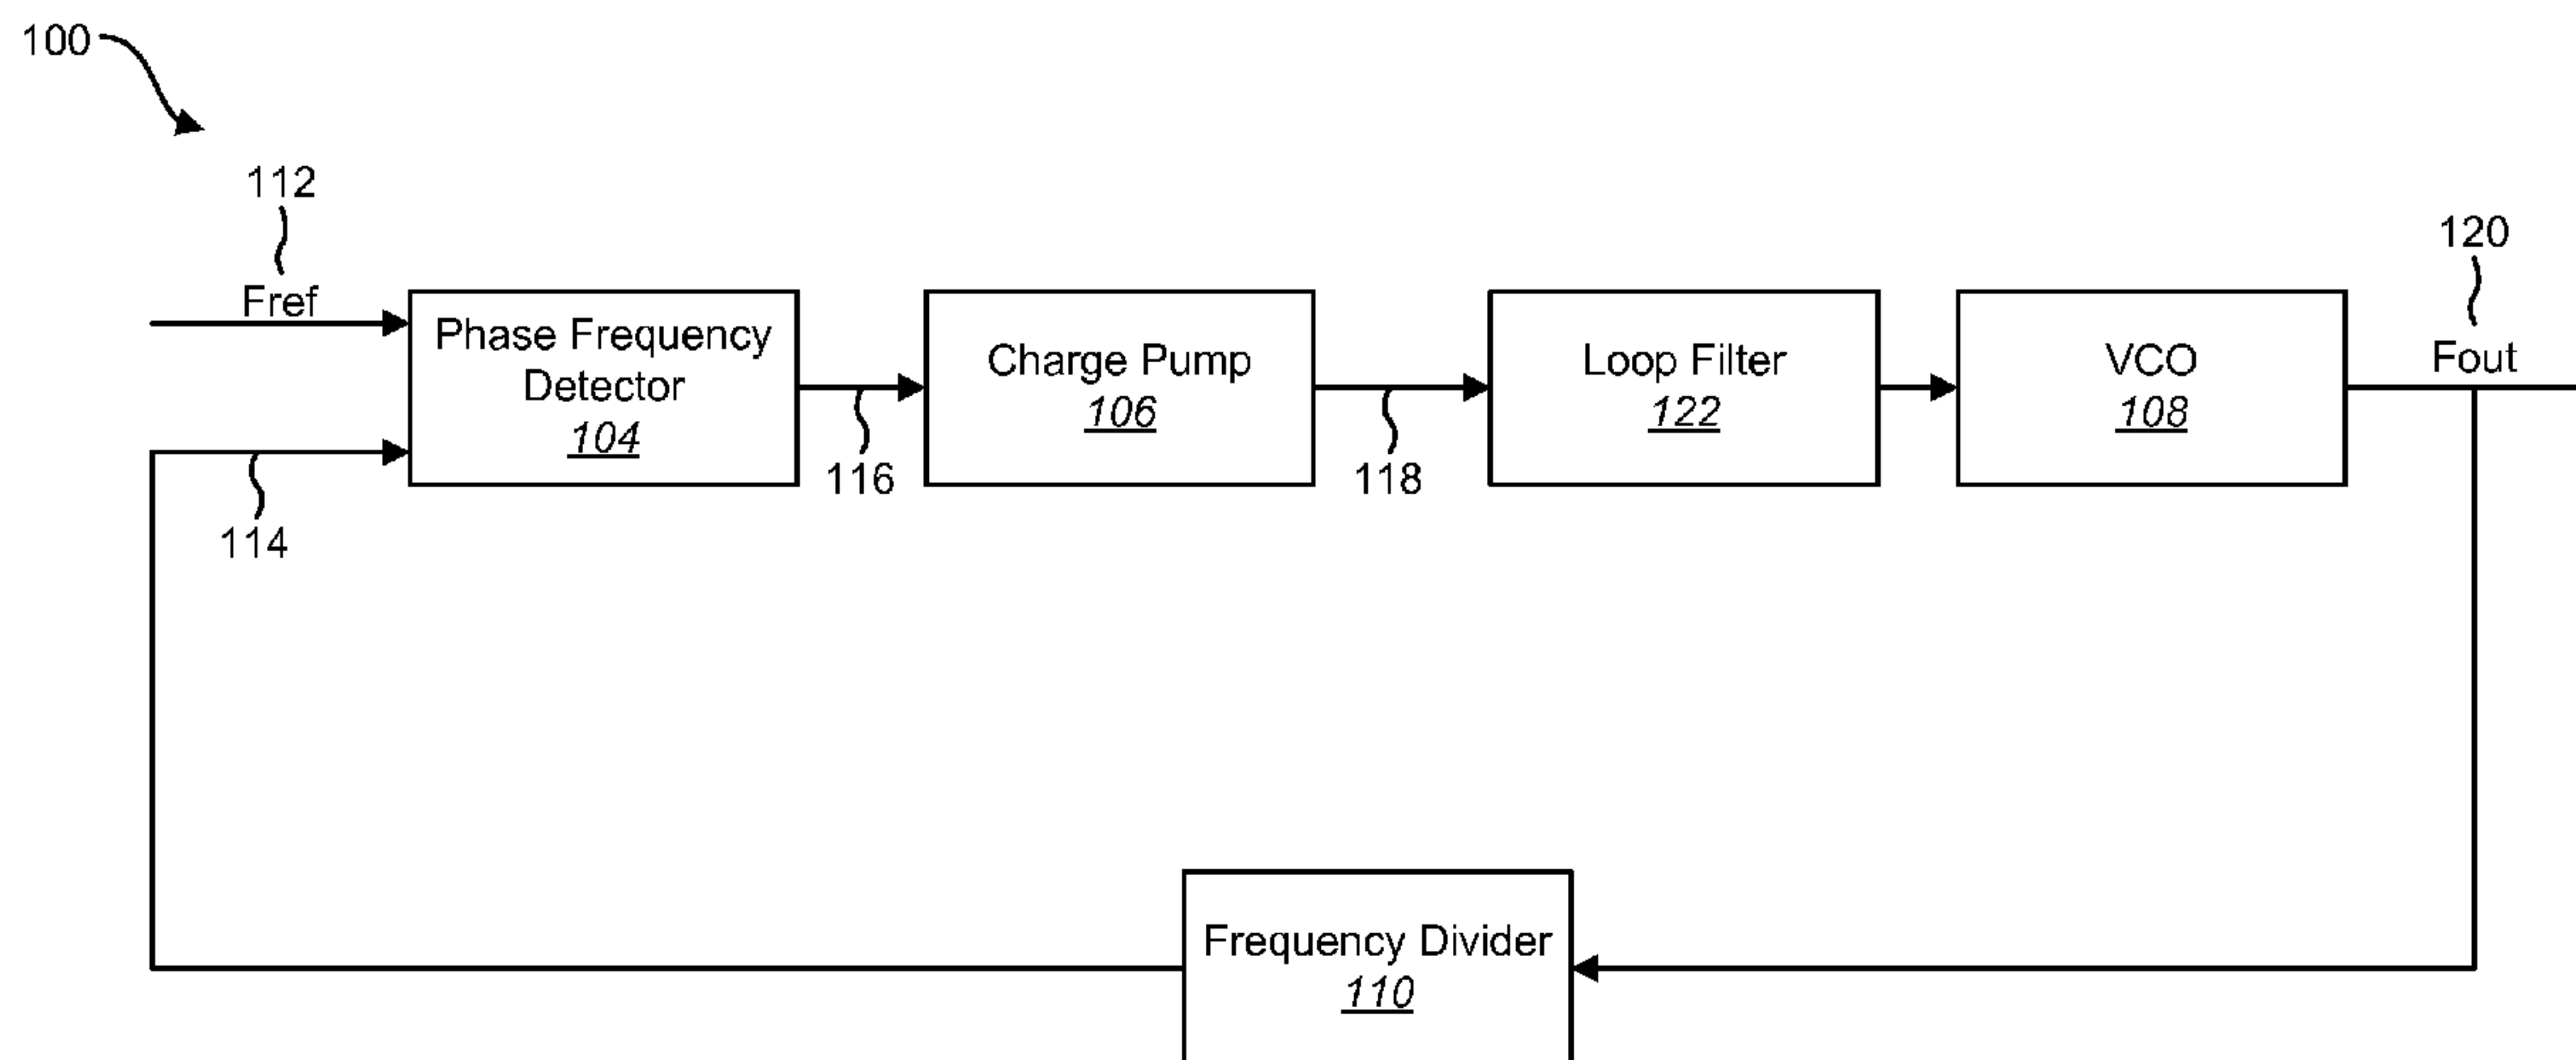 100
112
120
Fref
Fout
Phase Frequency
Detector
104
Charge Pump
106
Loop Filter
122
VCO
108
116
118
114
Frequency Divider
110